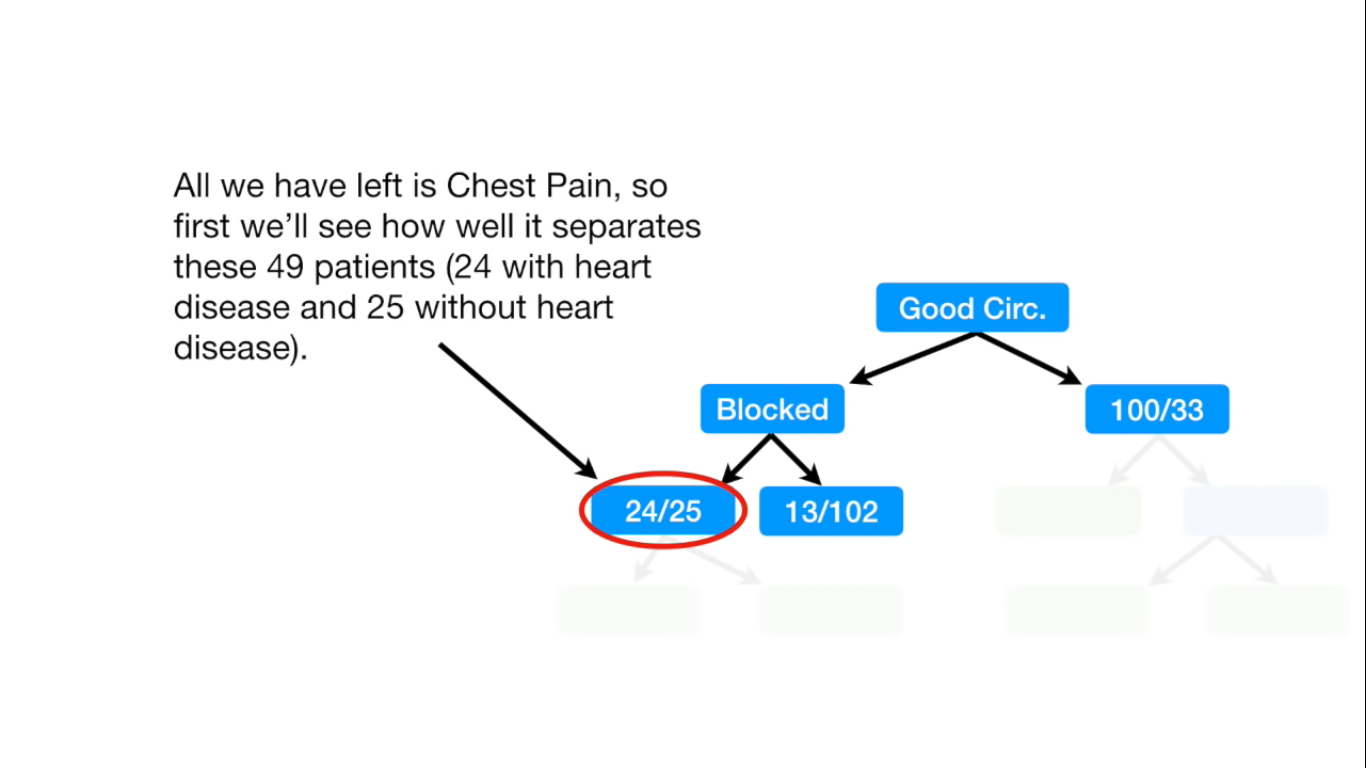 All we have left is Chest Pain, so
first we’ll see how well it separates
these 49 patients (24 with heart
disease and 25 without heart
disease).
Good Circ.
Blocked
100/33
24/25
13/102